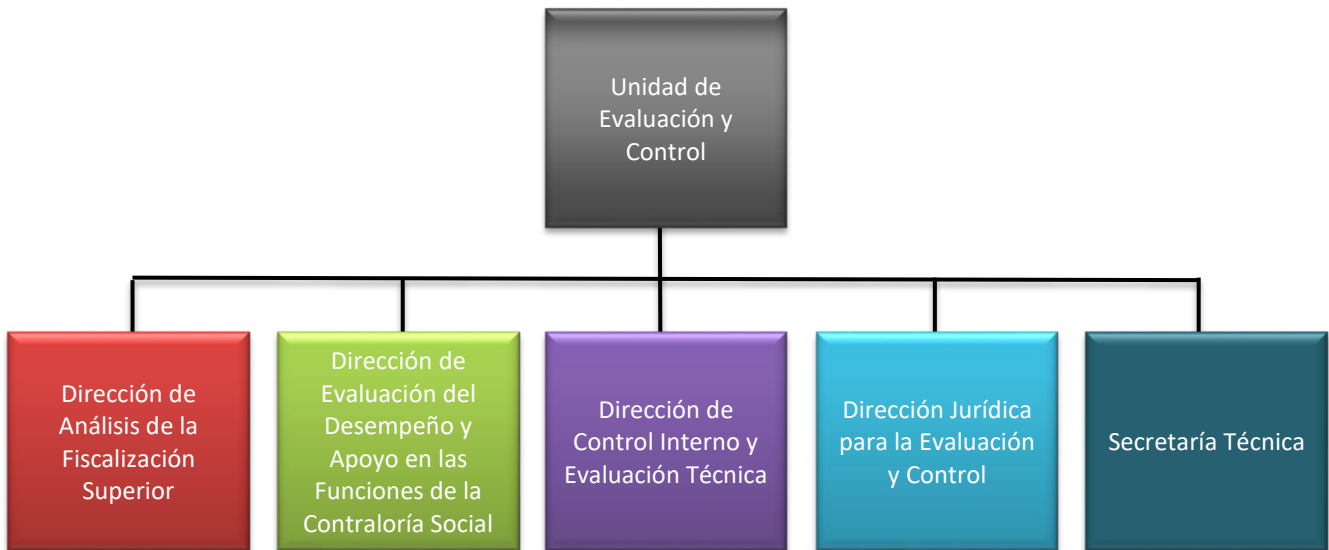 Unidad de
Evaluación y
Control
Dirección de
Análisis de la
Fiscalización
Superior
Dirección de
Evaluación del
Desempeño y
Apoyo en las
Funciones de la
Contraloría Social
Dirección de
Control Interno y
Evaluación Técnica
Dirección Jurídica
para la Evaluación
y Control
Secretaría Técnica